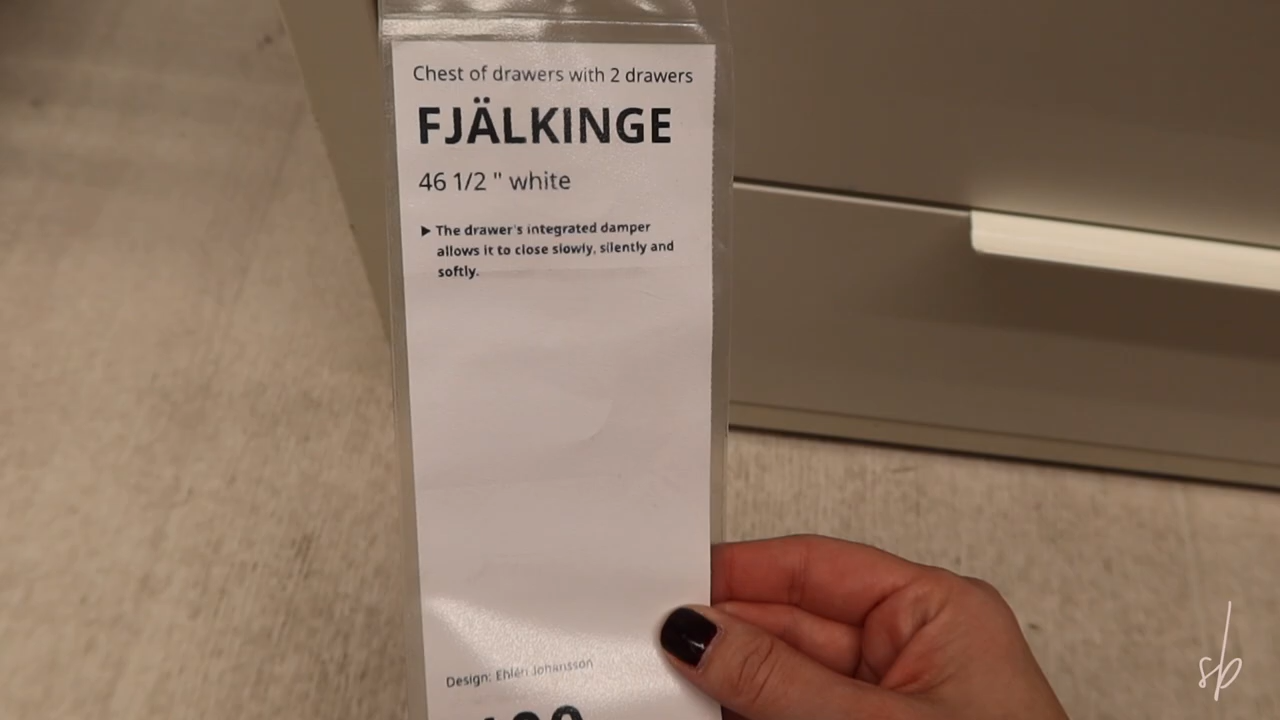 Chest of drawers with 2 drawers
FJÄLKINGE
46 1/2 " white
▶ The drawer's integrated damper
allows it to close slowly, silently and
softly.
Design: Ehlén Johansson
sb